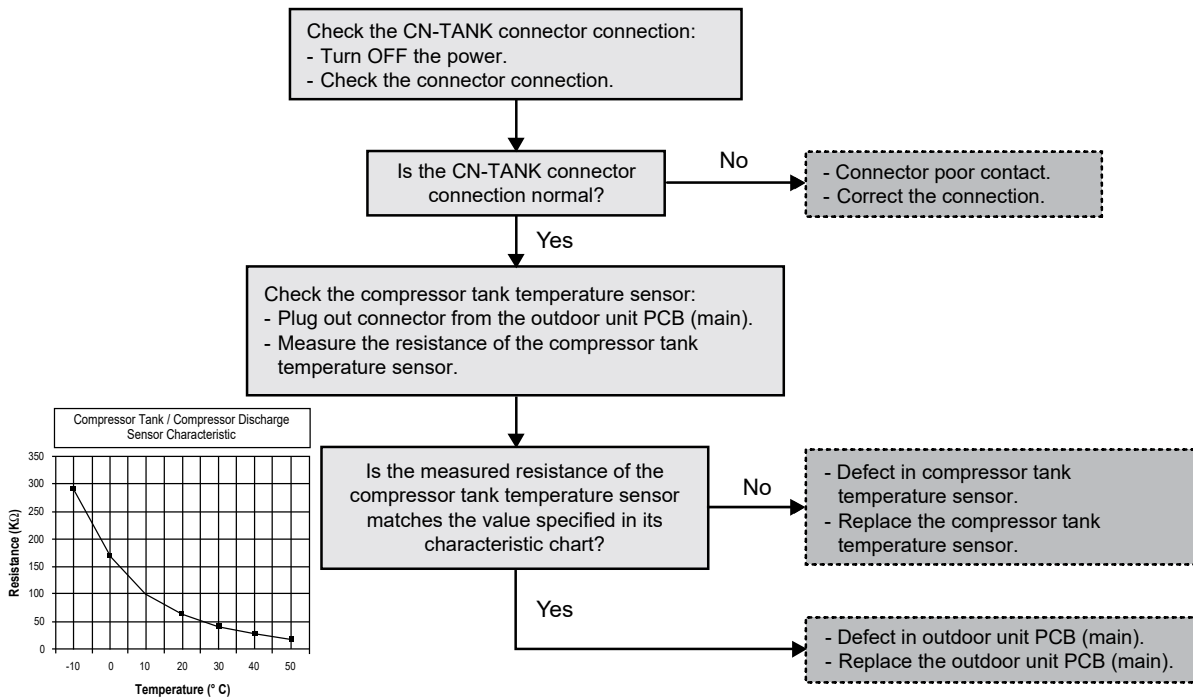 Check the CN-TANK connector connection:
- Turn OFF the power.
- Check the connector connection.
Is the CN-TANK connector
connection normal?
No
- Connector poor contact.
- Correct the connection.
Yes
Check the compressor tank temperature sensor:
- Plug out connector from the outdoor unit PCB (main).
- Measure the resistance of the compressor tank
temperature sensor.
Compressor Tank / Compressor Discharge
Sensor Characteristic
Resistance (KΩ)
350
300
250
200
150
100
50
0
-10 0 10 20 30 40 50
Temperature (° C)
Is the measured resistance of the
compressor tank temperature sensor
matches the value specified in its
characteristic chart?
No
- Defect in compressor tank
temperature sensor.
- Replace the compressor tank
temperature sensor.
Yes
- Defect in outdoor unit PCB (main).
- Replace the outdoor unit PCB (main).